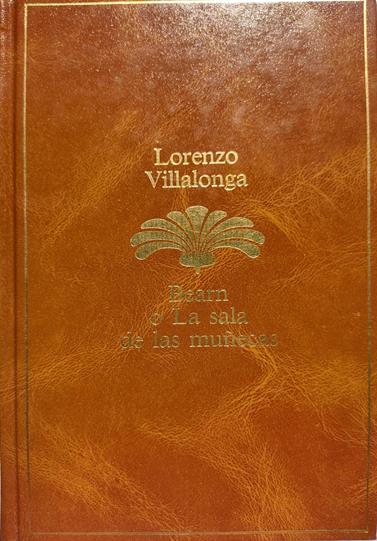 Lorenzo
Villalonga
Bearn
o La sala
de las muñecas